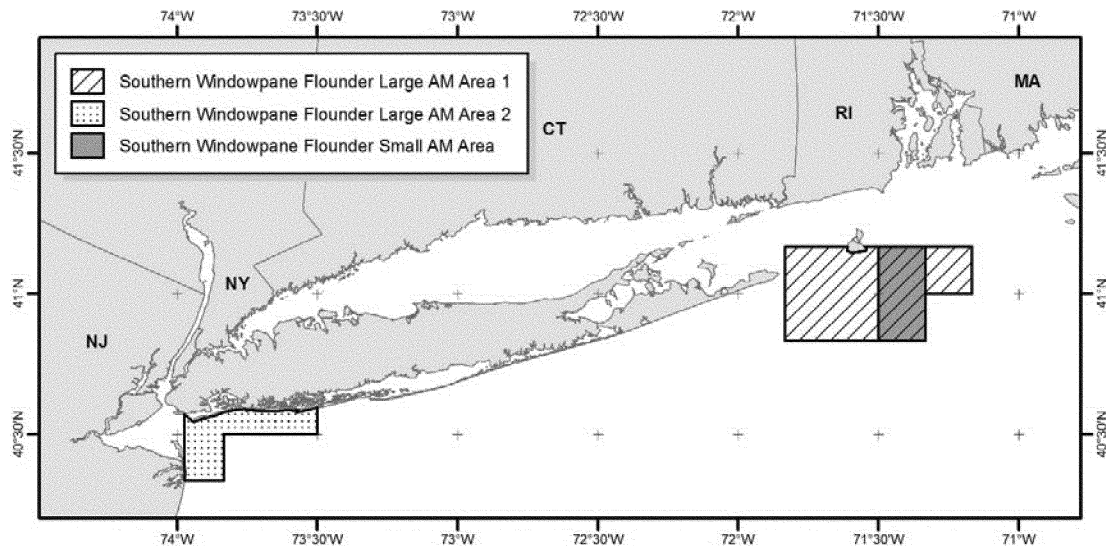 74°W 73°30'W 73°W 72°30'W 72°W 71°30'W 71°W
Southern Windowpane Flounder Large AM Area 1
Southern Windowpane Flounder Large AM Area 2
Southern Windowpane Flounder Small AM Area
MA
RI
CT
41°30'N 41°30'N
NY
41°N 41°N
NJ
40°30'N 40°30'N
74°W 73°30'W 73°W 72°30'W 72°W 71°30'W 71°W